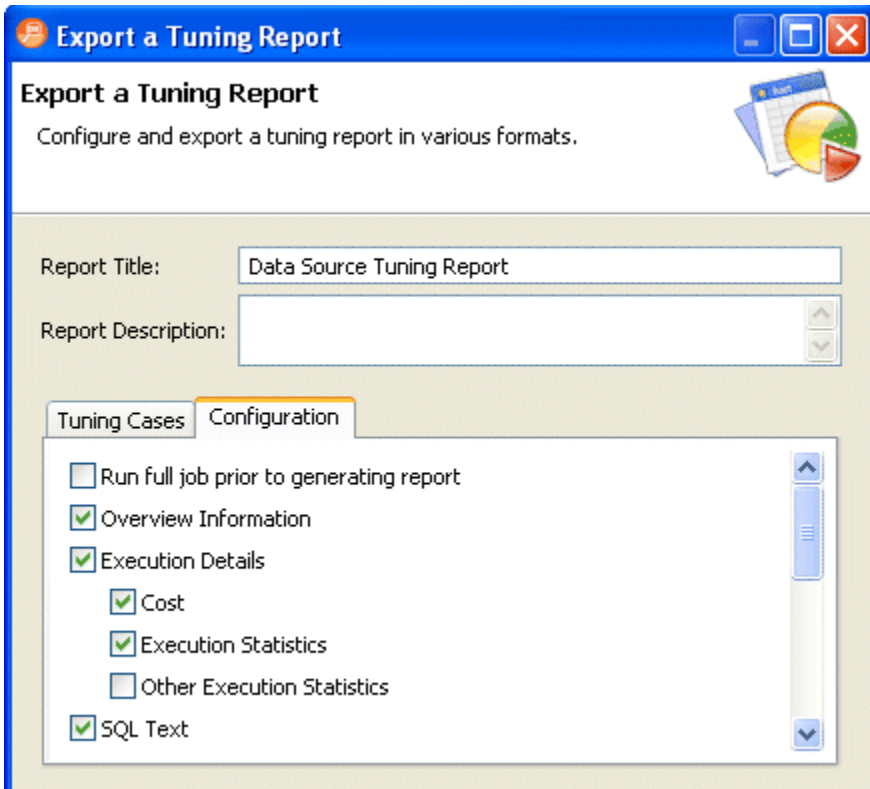 Export a Tuning Report
Export a Tuning Report
Configure and export a tuning report in various formats.
Report Title:
Data Source Tuning Report
Report Description:
Tuning Cases
Configuration
Run full job prior to generating report
Overview Information
Execution Details
Cost
Execution Statistics
Other Execution Statistics
SQL Text